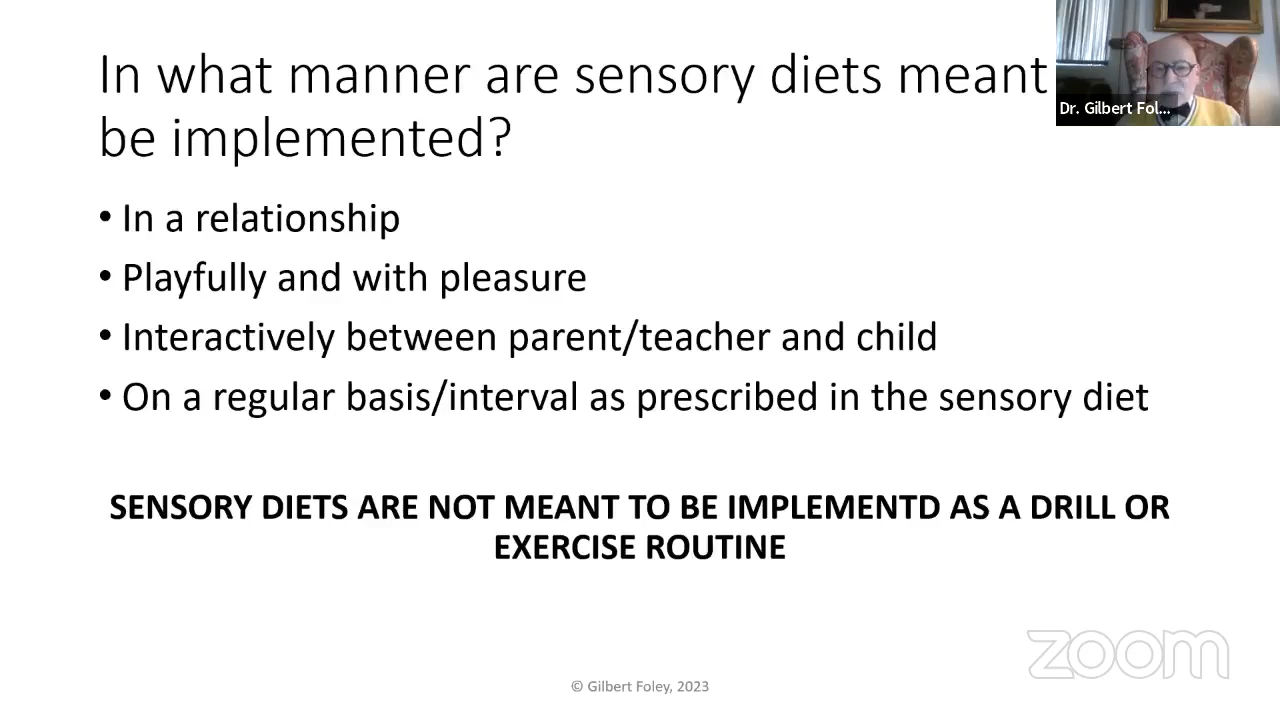 In what manner are sensory diets meant
be implemented?
Dr. Gilbert Fol...
• In a relationship
• Playfully and with pleasure
• Interactively between parent/teacher and child
• On a regular basis/interval as prescribed in the sensory diet
SENSORY DIETS ARE NOT MEANT TO BE IMPLEMENTD AS A DRILL OR
EXERCISE ROUTINE
zoom
© Gilbert Foley, 2023